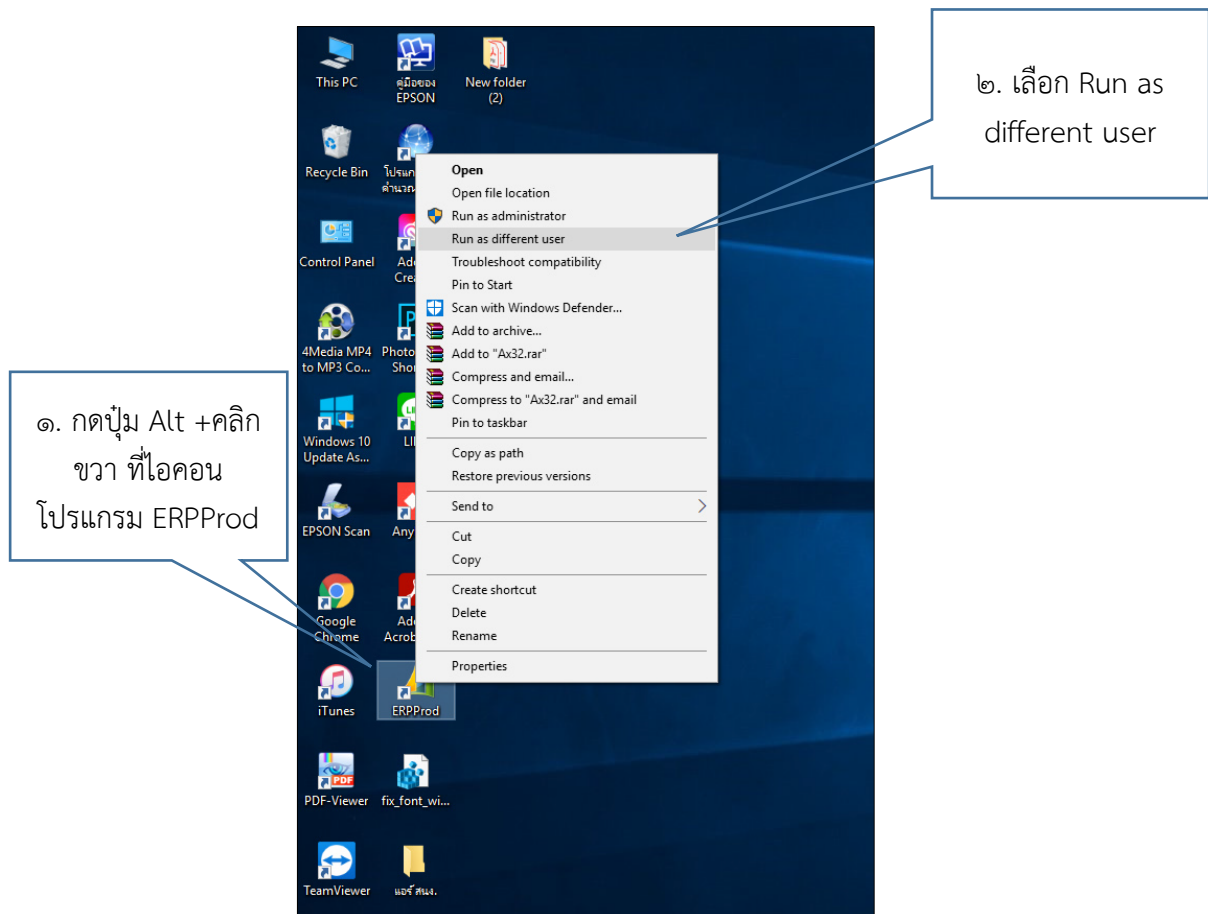 This PC
คู่มือของ
EPSON
New folder
(2)
๒. เลือก Run as
different user
Recycle Bin
Open
Open file location
Run as administrator
Run as different user
Troubleshoot compatibility
Pin to Start
Scan with Windows Defender...
Add to archive...
Add to "Ax32.rar"
Compress and email...
Compress to "Ax32.rar" and email
Pin to taskbar
Copy as path
Restore previous versions
Send to
Cut
Copy
Create shortcut
Delete
Rename
Properties
Control Panel
4Media MP4
to MP3 Co...
๑. กดปุ่ม Alt +คลิก
ขวา ที่ไอคอน
โปรแกรม ERPProd
Windows 10
Update As...
EPSON Scan
Google
Chrome
iTunes
ERPProd
PDF-Viewer
fix_font_wi...
TeamViewer
แอร์ สนง.